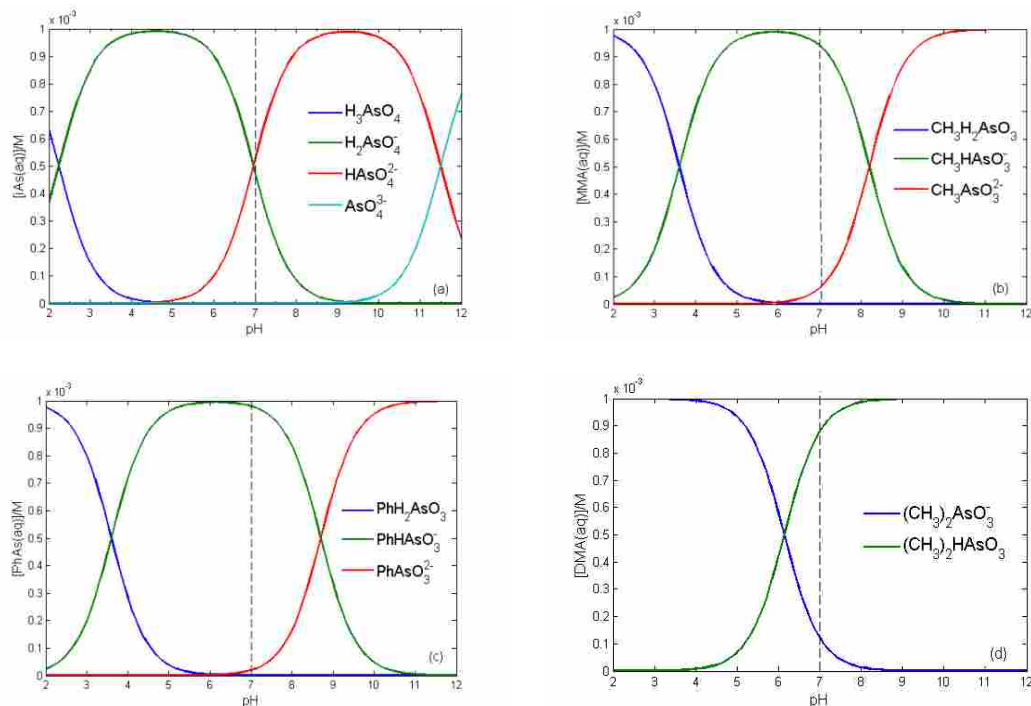 x 10⁻³
[iAs(aq)]/M
1
0.9
0.8
0.7
0.6
0.5
0.4
0.3
0.2
0.1
0
H₃AsO₄
H₂AsO₄⁻
HAsO₄²⁻
AsO₄³⁻
(a)
2 3 4 5 6 7 8 9 10 11 12
pH
x 10⁻³
[MMA(aq)]/M
1
0.9
0.8
0.7
0.6
0.5
0.4
0.3
0.2
0.1
0
CH₃H₂AsO₃
CH₃HAsO₃⁻
CH₃AsO₃²⁻
(b)
2 3 4 5 6 7 8 9 10 11 12
pH
x 10⁻³
[PhAs(aq)]/M
1
0.9
0.8
0.7
0.6
0.5
0.4
0.3
0.2
0.1
0
PhH₂AsO₃
PhHAsO₃⁻
PhAsO₃²⁻
(c)
2 3 4 5 6 7 8 9 10 11 12
pH
x 10⁻³
[DMA(aq)]/M
1
0.9
0.8
0.7
0.6
0.5
0.4
0.3
0.2
0.1
0
(CH₃)₂AsO₃⁻
(CH₃)₂HAsO₃
(d)
2 3 4 5 6 7 8 9 10 11 12
pH